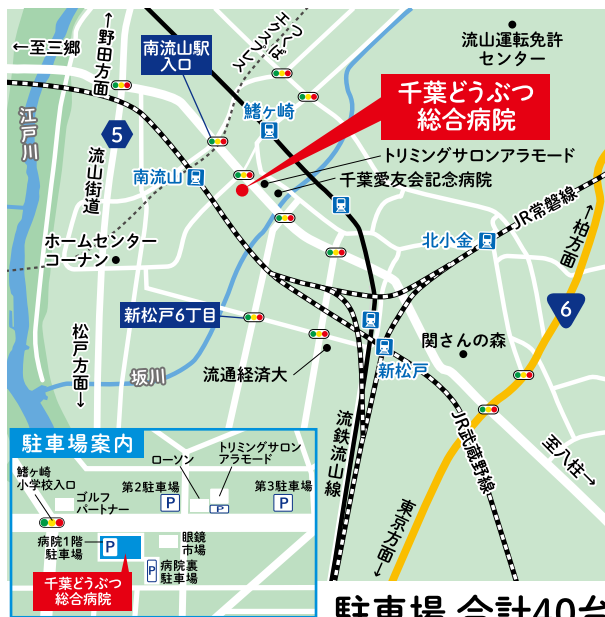 ←至三郷
↑野田方面
南流山駅
入口
つくば
エクスプレス
流山運転免許
センター
千葉どうぶつ
総合病院
鰭ヶ崎
江戸川
5
流山街道
南流山
トリミングサロンアラモード
千葉愛友会記念病院
JR常磐線
↑柏方面
北小金
ホームセンター
コーナン
6
新松戸6丁目
松戸方面↓
坂川
流通経済大
関さんの森
新松戸
流鉄流山線
JR武蔵野線
至八柱→
東京方面↓
駐車場案内
鰭ヶ崎
小学校入口
ゴルフ
パートナー
第2駐車場
P
ローソン
トリミングサロン
アラモード
P
第3駐車場
P
病院1階
駐車場
P
眼鏡
市場
P
病院裏
駐車場
千葉どうぶつ
総合病院
駐車場 合計40台